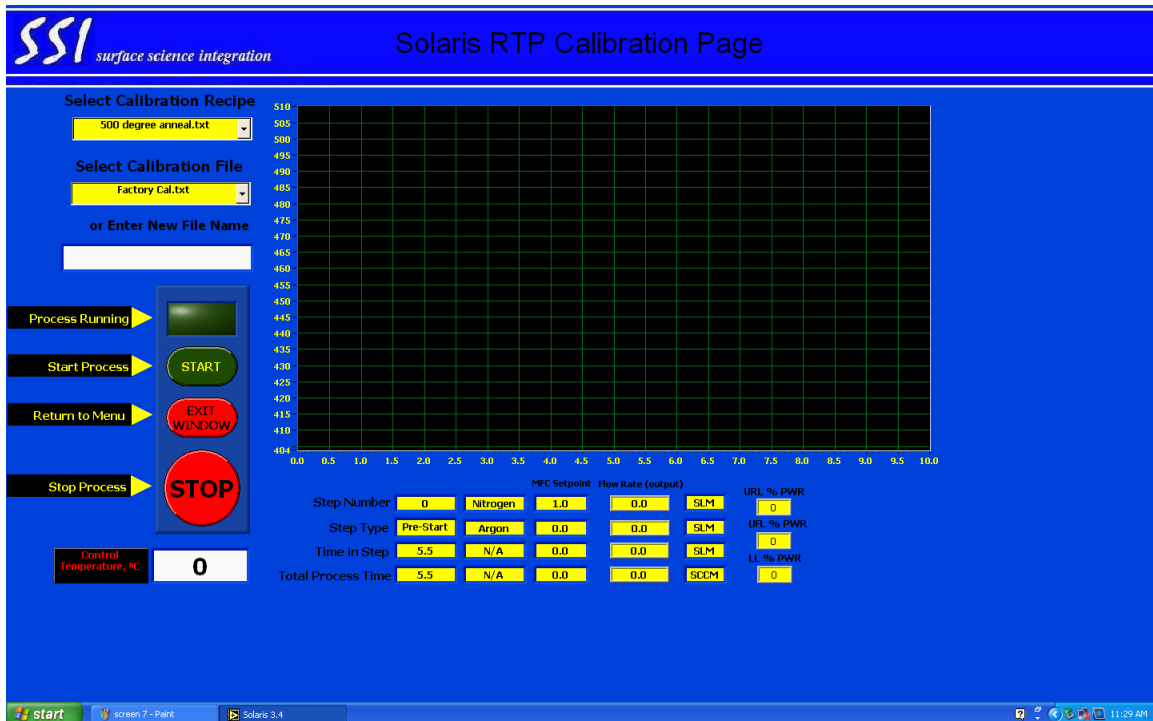 SSI surface science integration
Solaris RTP Calibration Page
Select Calibration Recipe
500 degree anneal.txt
Select Calibration File
Factory Cal.txt
or Enter New File Name
Process Running
Start Process
START
Return to Menu
EXIT
WINDOW
Stop Process
STOP
Control
Temperature, ºC
0
510
505
500
495
490
485
480
475
470
465
460
455
450
445
440
435
430
425
420
415
410
404
0.0 0.5 1.0 1.5 2.0 2.5 3.0 3.5 4.0 4.5 5.0 5.5 6.0 6.5 7.0 7.5 8.0 8.5 9.0 9.5 10.0
MFC Setpoint Flow Rate (output)
Step Number 0 Nitrogen 1.0 0.0 SLM
Step Type Pre-Start Argon 0.0 0.0 SLM
Time in Step 5.5 N/A 0.0 0.0 SLM
Total Process Time 5.5 N/A 0.0 0.0 SCCM
URL % PWR
0
UFL % PWR
0
LL % PWR
0
start screen 7 - Paint Solaris 3.4 11:29 AM